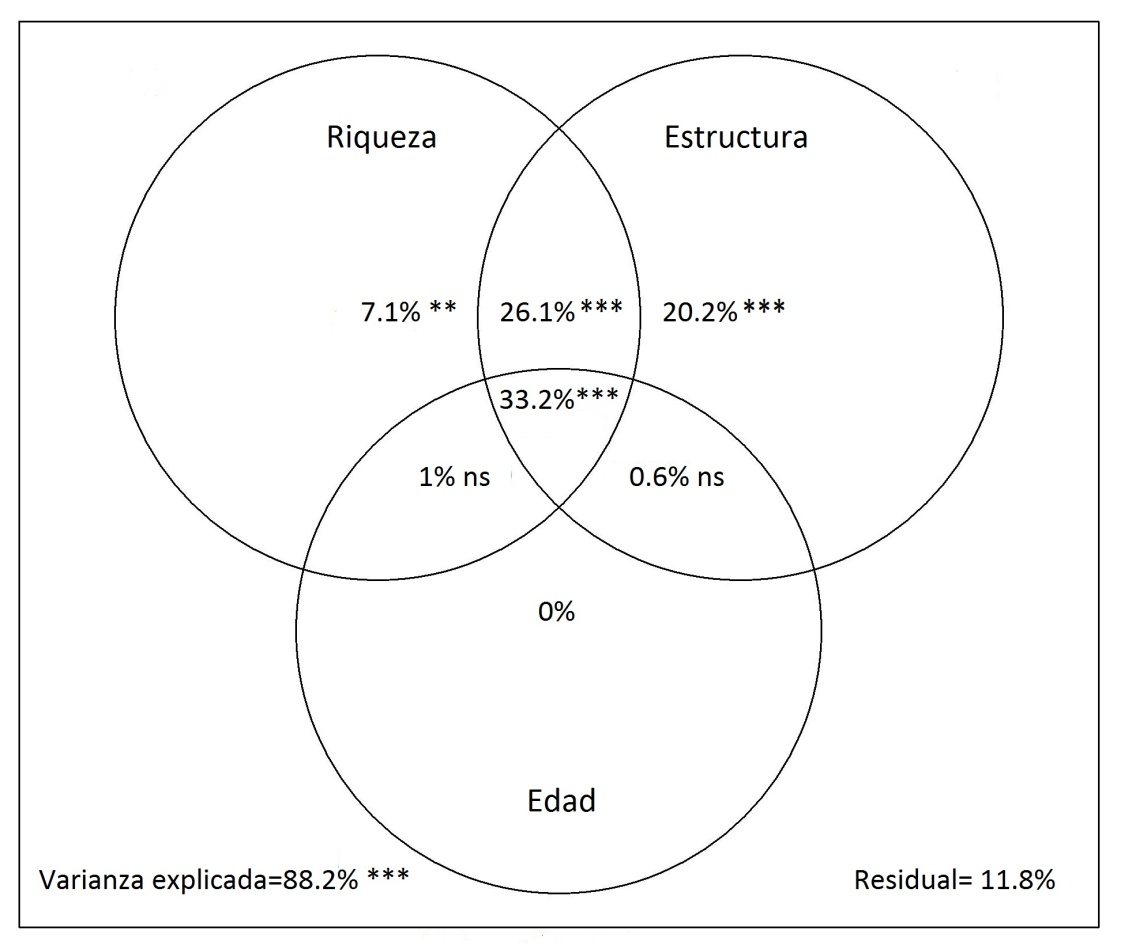 Riqueza Estructura
7.1% ** 26.1% *** 20.2% ***
33.2%***
1% ns 0.6% ns
0%
Edad
Varianza explicada=88.2% *** Residual= 11.8%